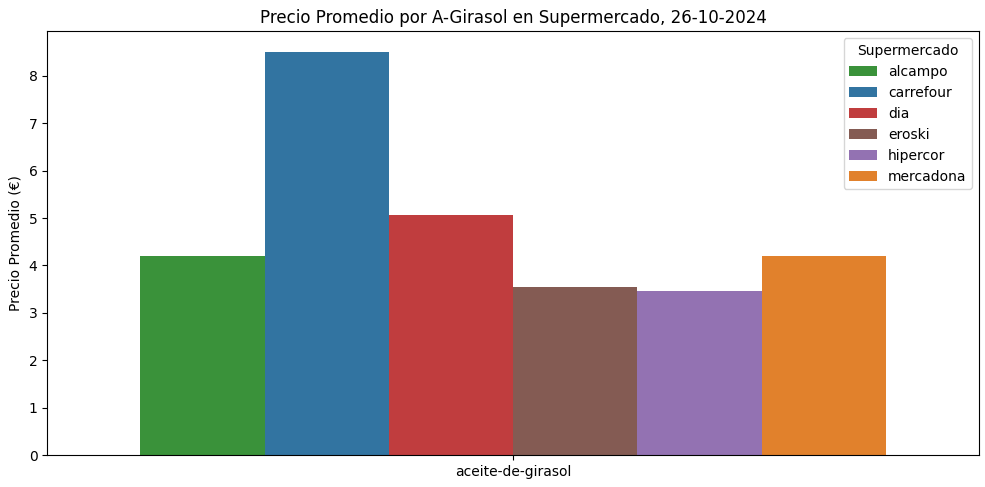 Precio Promedio por A-Girasol en Supermercado, 26-10-2024
Supermercado
alcampo
carrefour
dia
eroski
hipercor
mercadona
Precio Promedio (€)
8
7
6
5
4
3
2
1
0
aceite-de-girasol